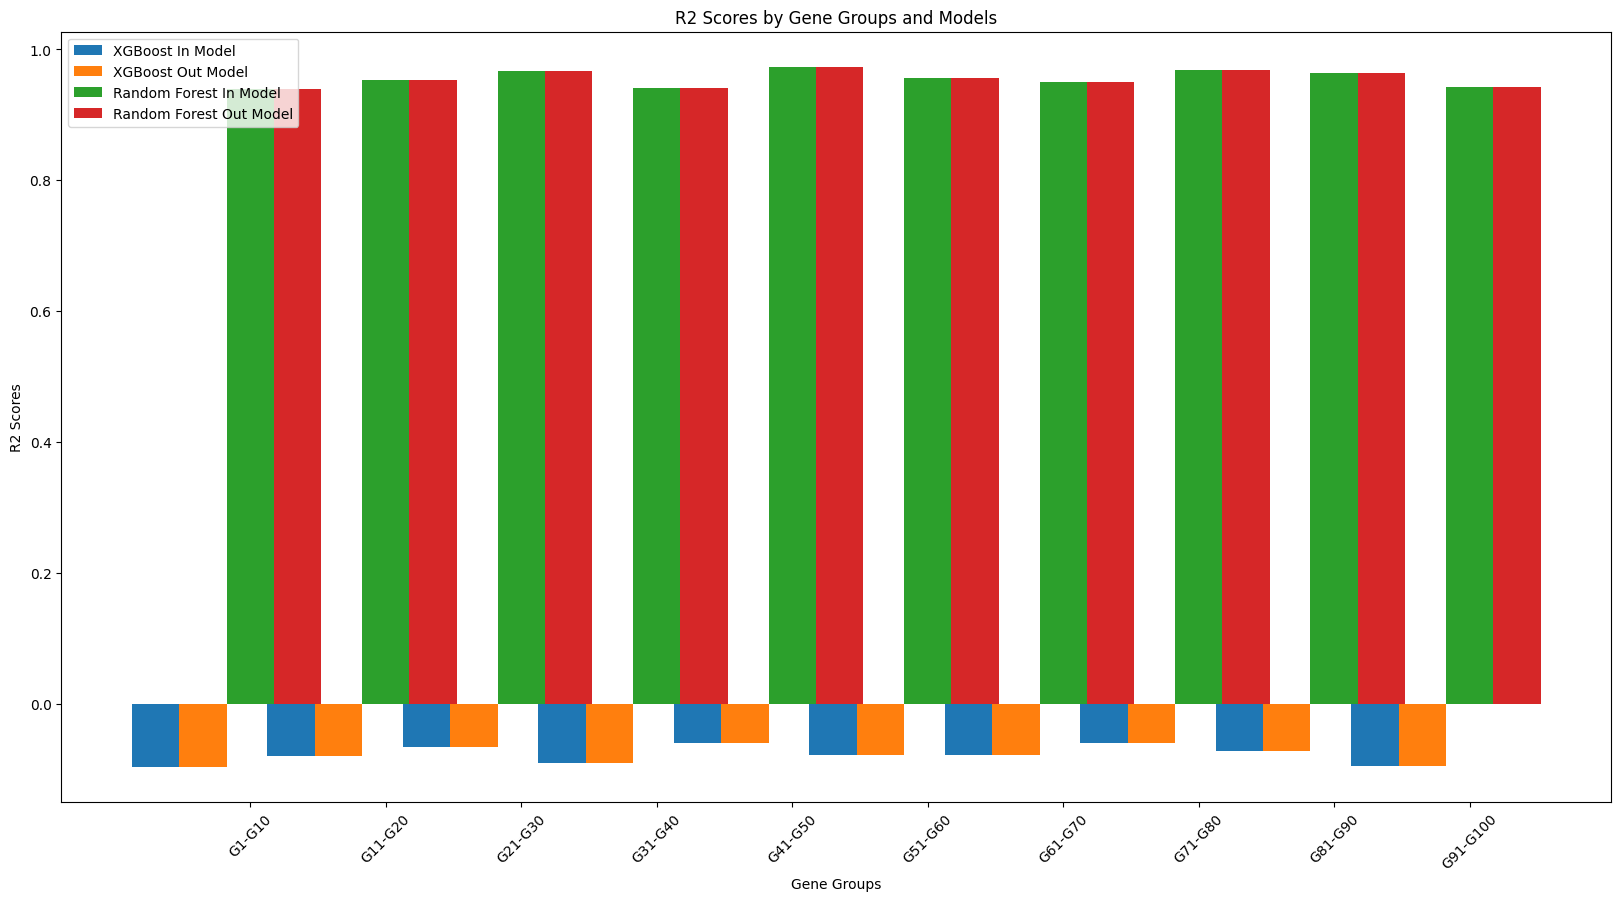 R2 Scores by Gene Groups and Models
XGBoost In Model
XGBoost Out Model
Random Forest In Model
Random Forest Out Model
R2 Scores
1.0
0.8
0.6
0.4
0.2
0.0
G1-G10
G11-G20
G21-G30
G31-G40
G41-G50
G51-G60
G61-G70
G71-G80
G81-G90
G91-G100
Gene Groups